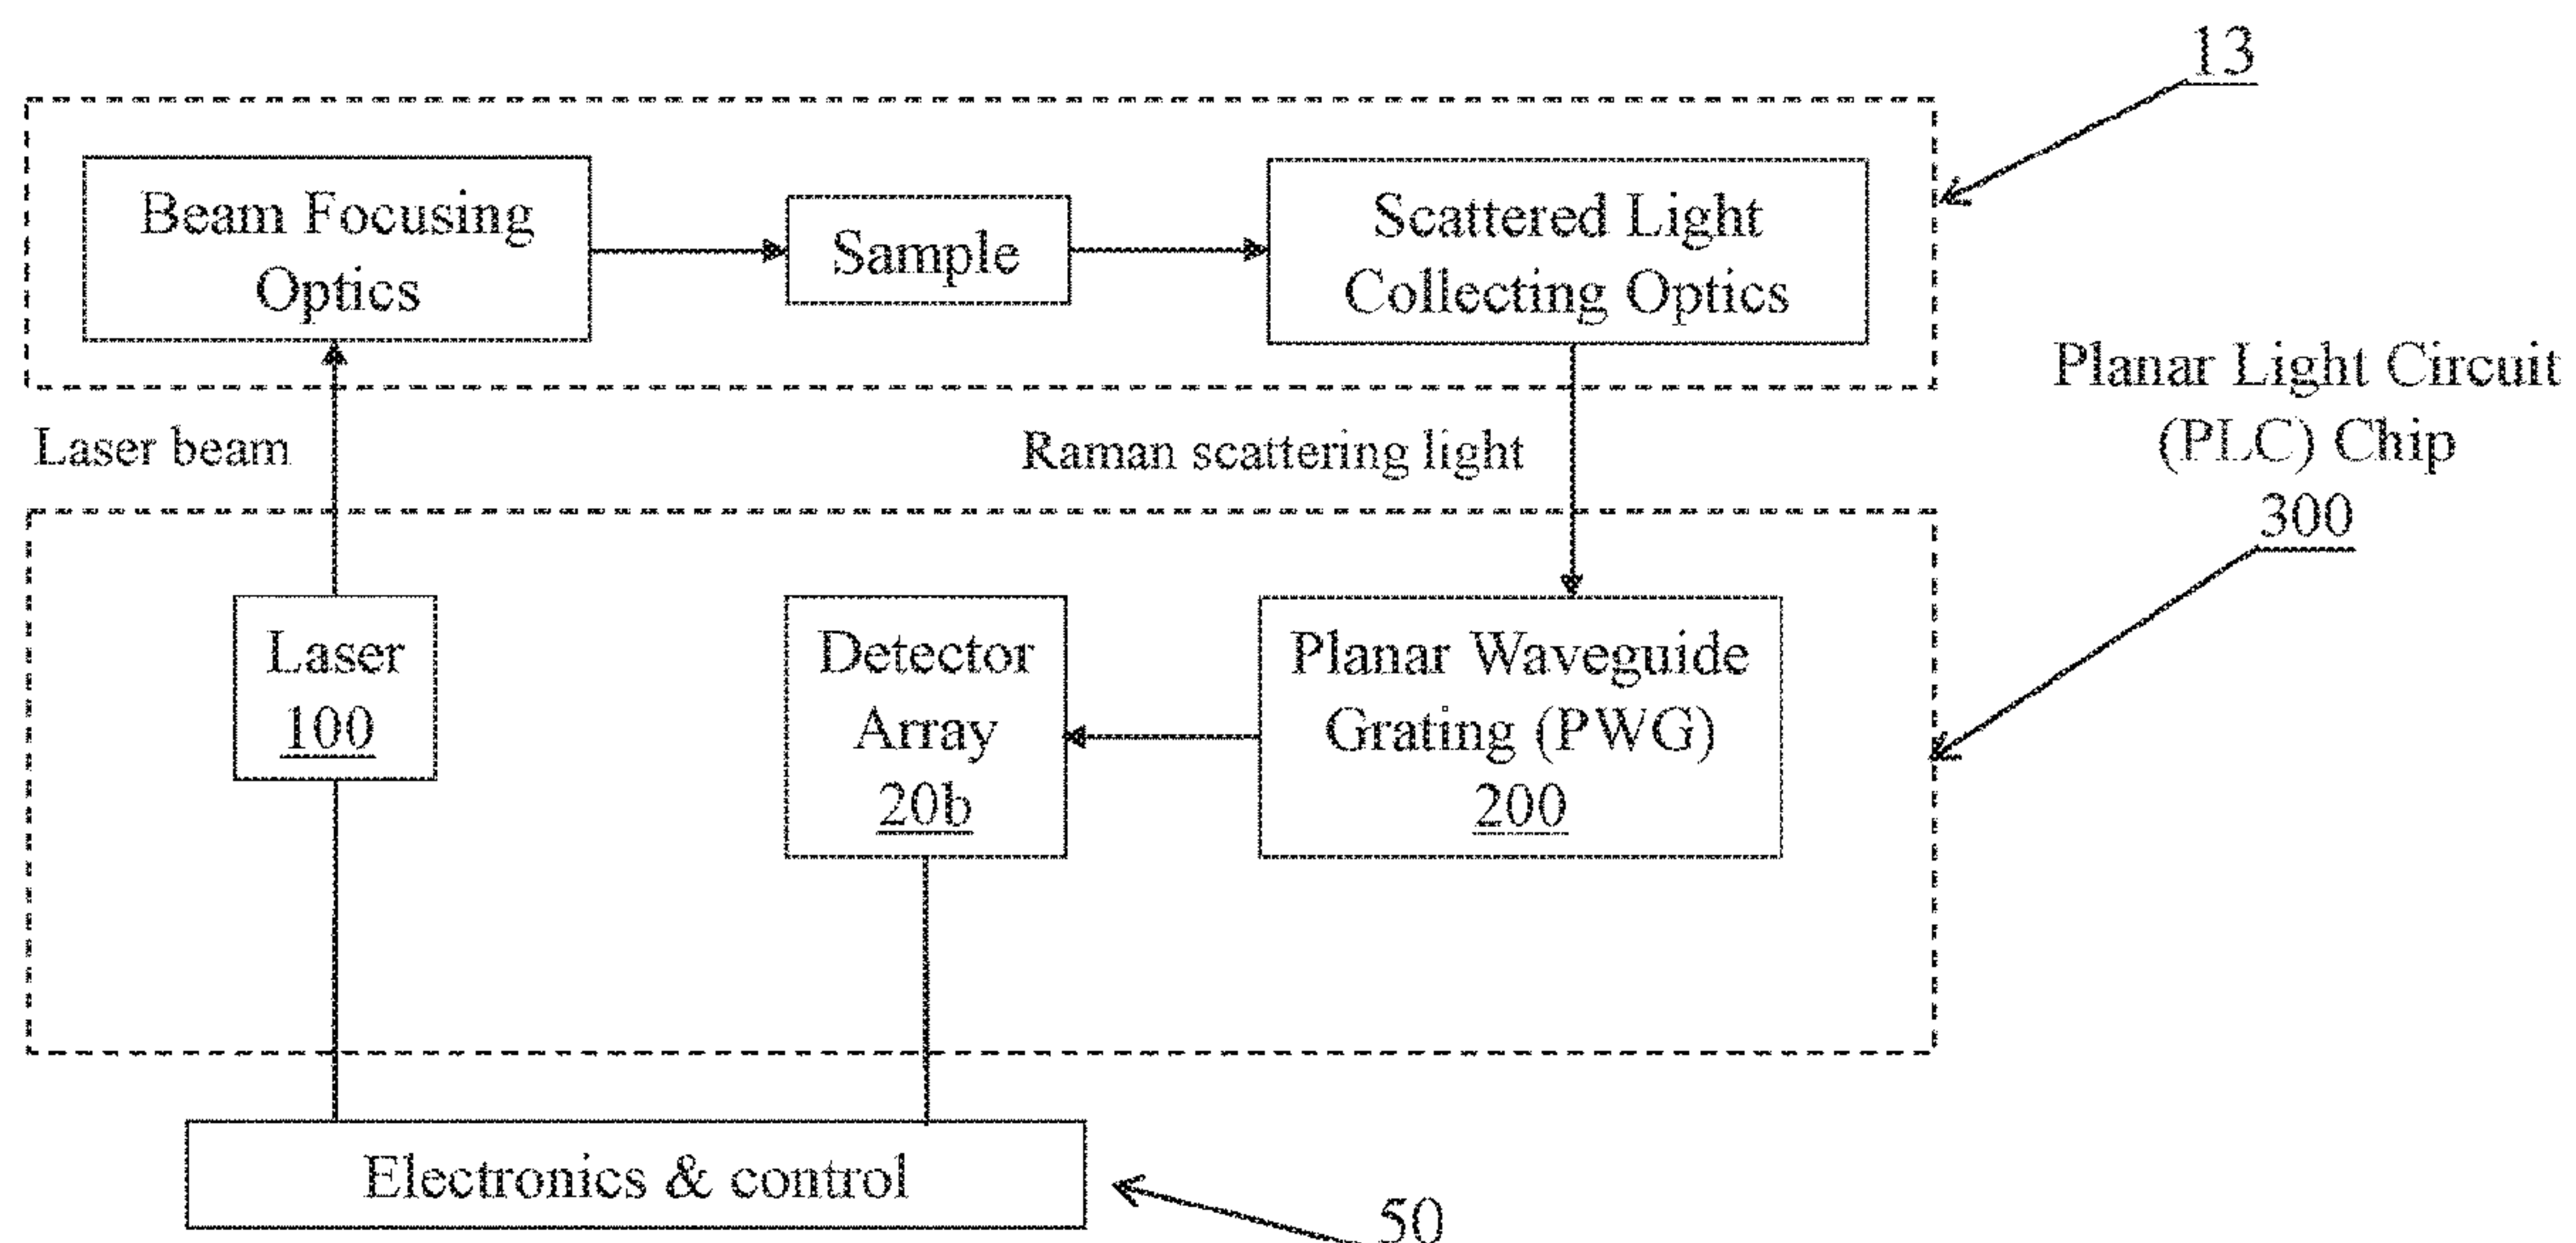 13
Beam Focusing
Optics
Sample
Scattered Light
Collecting Optics
Planar Light Circuit
(PLC) Chip
300
Laser beam
Raman scattering light
Laser
100
Detector
Array
20b
Planar Waveguide
Grating (PWG)
200
Electronics & control
50